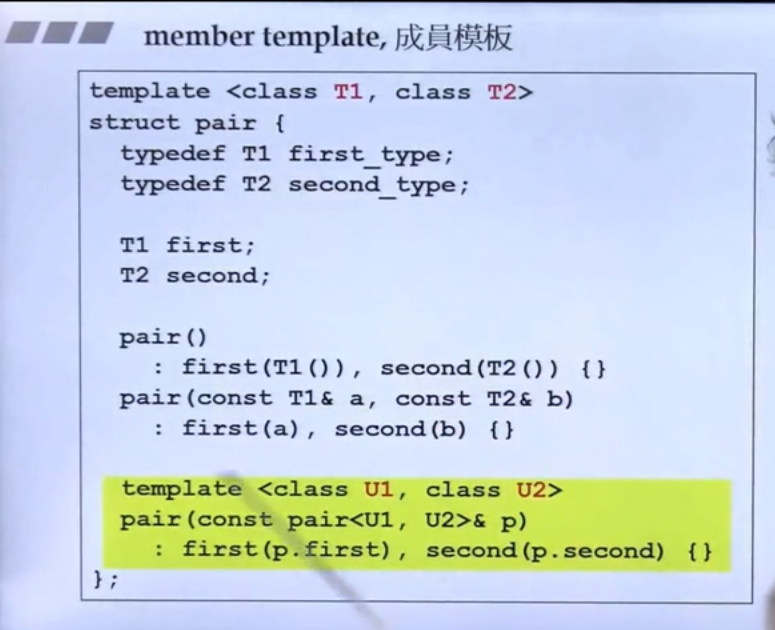 member template, 成員模板
template <class T1, class T2>
struct pair {
typedef T1 first_type;
typedef T2 second_type;
T1 first;
T2 second;
pair()
: first(T1()), second(T2()) {}
pair(const T1& a, const T2& b)
: first(a), second(b) {}
template <class U1, class U2>
pair(const pair<U1, U2>& p)
: first(p.first), second(p.second) {}
};